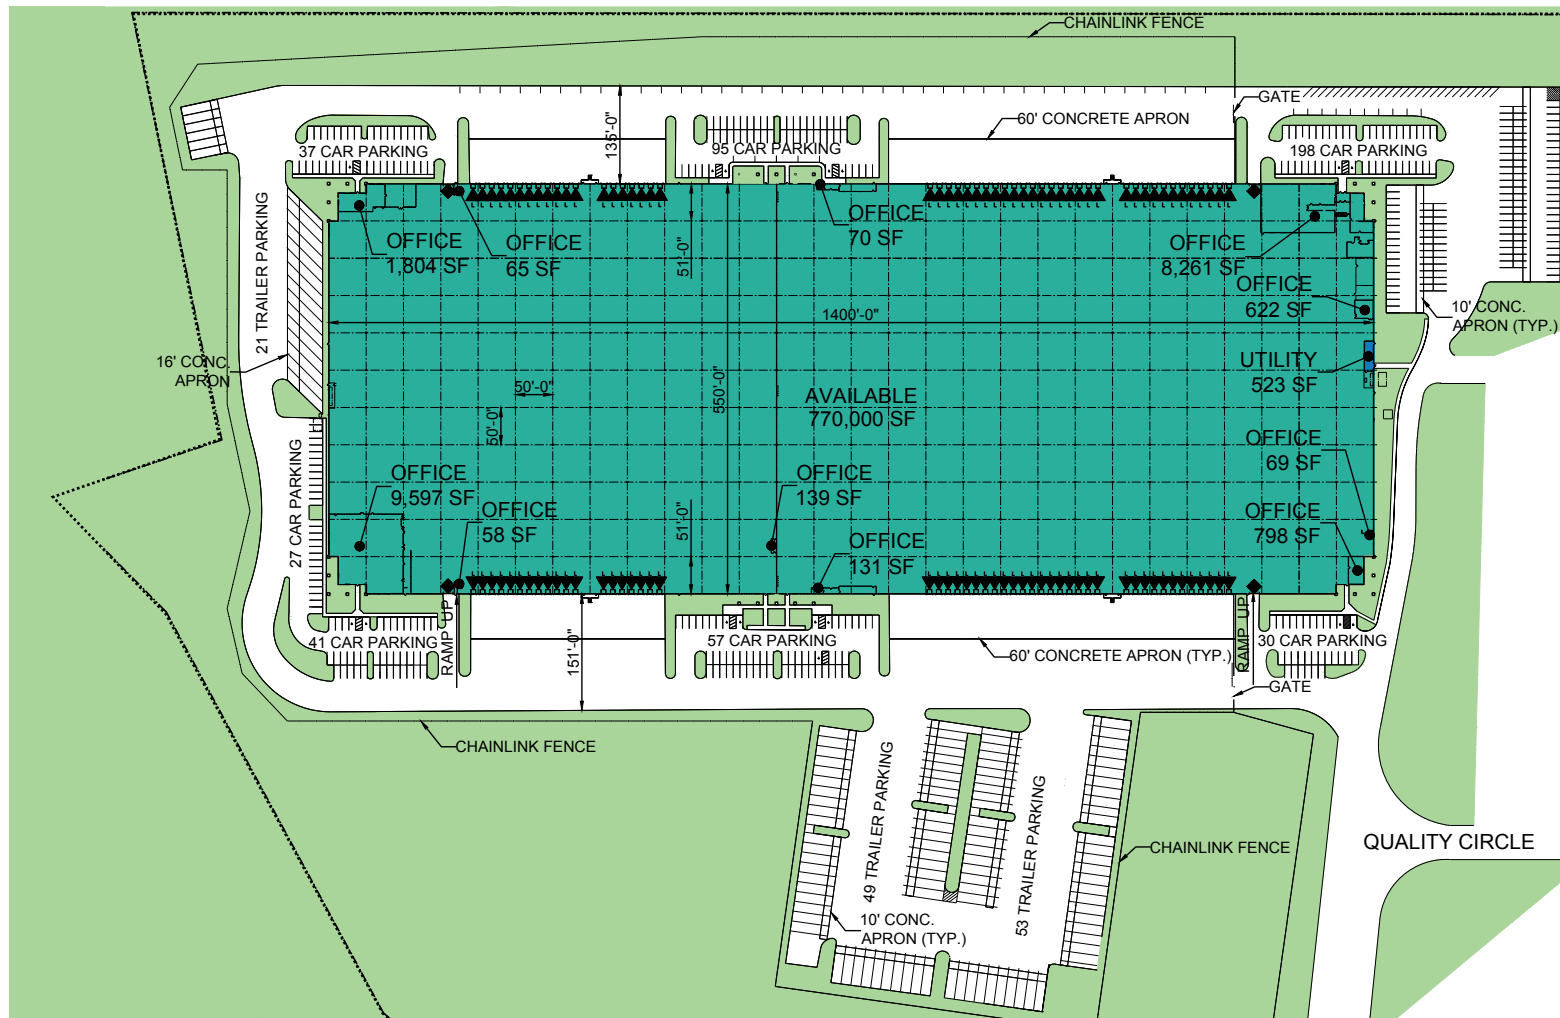 CHAINLINK FENCE
GATE
60' CONCRETE APRON
135'-0"
37 CAR PARKING
95 CAR PARKING
198 CAR PARKING
21 TRAILER PARKING
OFFICE
1,804 SF
OFFICE
65 SF
51'-0"
OFFICE
70 SF
OFFICE
8,261 SF
OFFICE
622 SF
1400'-0"
10' CONC.
APRON (TYP.)
16' CONC.
APRON
UTILITY
523 SF
50'-0"
550'-0"
AVAILABLE
770,000 SF
50'-0"
OFFICE
69 SF
27 CAR PARKING
OFFICE
9,597 SF
OFFICE
139 SF
OFFICE
58 SF
51'-0"
OFFICE
131 SF
OFFICE
798 SF
41 CAR PARKING
RAMP UP
151'-0"
57 CAR PARKING
60' CONCRETE APRON (TYP.)
RAMP UP
30 CAR PARKING
GATE
CHAINLINK FENCE
49 TRAILER PARKING
53 TRAILER PARKING
CHAINLINK FENCE
QUALITY CIRCLE
10' CONC.
APRON (TYP.)